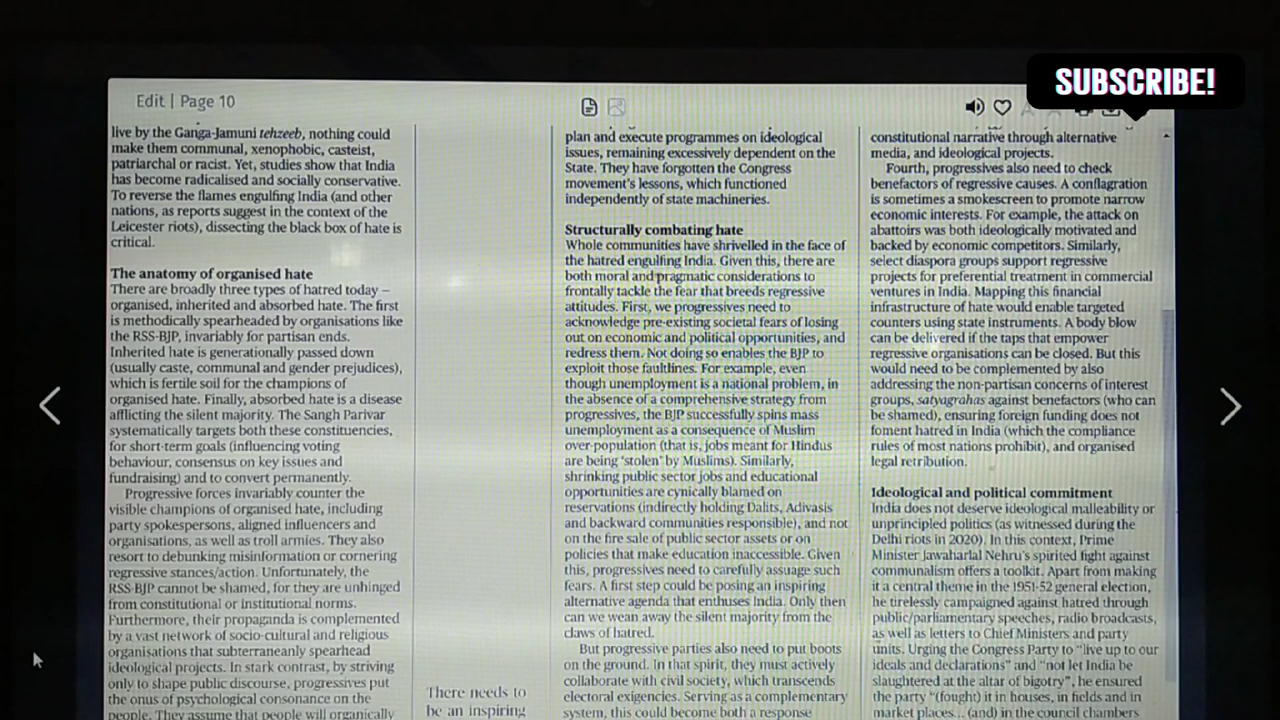 SUBSCRIBE!
Edit | Page 10
live by the Ganga-Jamuni tehzeeb, nothing could
make them communal, xenophobic, casteist,
patriarchal or racist. Yet, studies show that India
has become radicalised and socially conservative.
To reverse the flames engulfing India (and other
nations, as reports suggest in the context of the
Leicester riots), dissecting the black box of hate is
critical.
The anatomy of organised hate
There are broadly three types of hatred today —
organised, inherited and absorbed hate. The first
is methodically spearheaded by organisations like
the RSS-BJP, invariably for partisan ends.
Inherited hate is generationally passed down
(usually caste, communal and gender prejudices),
which is fertile soil for the champions of
organised hate. Finally, absorbed hate is a disease
afflicting the silent majority. The Sangh Parivar
systematically targets both these constituencies,
for short-term goals (influencing voting
behaviour, consensus on key issues and
fundraising) and to convert permanently.
Progressive forces invariably counter the
visible champions of organised hate, including
party spokespersons, aligned influencers and
organisations, as well as troll armies. They also
resort to debunking misinformation or cornering
regressive stances/action. Unfortunately, the
RSS-BJP cannot be shamed, for they are unhinged
from constitutional or institutional norms.
Furthermore, their propaganda is complemented
by a vast network of socio-cultural and religious
organisations that subterraneanly spearhead
ideological projects. In stark contrast, by striving
only to shape public discourse, progressives put
the onus of psychological consonance on the
people. They assume that people will organically
There needs to
be an inspiring
plan and execute programmes on ideological
issues, remaining excessively dependent on the
State. They have forgotten the Congress
movement's lessons, which functioned
independently of state machineries.
Structurally combating hate
Whole communities have shrivelled in the face of
the hatred engulfing India. Given this, there are
both moral and pragmatic considerations to
frontally tackle the fear that breeds regressive
attitudes. First, we progressives need to
acknowledge pre-existing societal fears of losing
out on economic and political opportunities, and
redress them. Not doing so enables the BJP to
exploit those faultlines. For example, even
though unemployment is a national problem, in
the absence of a comprehensive strategy from
progressives, the BJP successfully spins mass
unemployment as a consequence of Muslim
over-population (that is, jobs meant for Hindus
are being 'stolen' by Muslims). Similarly,
shrinking public sector jobs and educational
opportunities are cynically blamed on
reservations (indirectly holding Dalits, Adivasis
and backward communities responsible), and not
on the fire sale of public sector assets or on
policies that make education inaccessible. Given
this, progressives need to carefully assuage such
fears. A first step could be posing an inspiring
alternative agenda that enthuses India. Only then
can we wean away the silent majority from the
claws of hatred.
But progressive parties also need to put boots
on the ground. In that spirit, they must actively
collaborate with civil society, which transcends
electoral exigencies. Serving as a complementary
system, this could become both a response
constitutional narrative through alternative
media, and ideological projects.
Fourth, progressives also need to check
benefactors of regressive causes. A conflagration
is sometimes a smokescreen to promote narrow
economic interests. For example, the attack on
abattoirs was both ideologically motivated and
backed by economic competitors. Similarly,
select diaspora groups support regressive
projects for preferential treatment in commercial
ventures in India. Mapping this financial
infrastructure of hate would enable targeted
counters using state instruments. A body blow
can be delivered if the taps that empower
regressive organisations can be closed. But this
would need to be complemented by also
addressing the non-partisan concerns of interest
groups, satyagrahas against benefactors (who can
be shamed), ensuring foreign funding does not
foment hatred in India (which the compliance
rules of most nations prohibit), and organised
legal retribution.
Ideological and political commitment
India does not deserve ideological malleability or
unprincipled politics (as witnessed during the
Delhi riots in 2020). In this context, Prime
Minister Jawaharlal Nehru's spirited fight against
communalism offers a toolkit. Apart from making
it a central theme in the 1951-52 general election,
he tirelessly campaigned against hatred through
public/parliamentary speeches, radio broadcasts,
as well as letters to Chief Ministers and party
units. Urging the Congress Party to "live up to our
ideals and declarations" and "not let India be
slaughtered at the altar of bigotry", he ensured
the party "(fought) it in houses, in fields and in
market places... (and) in the council chambers